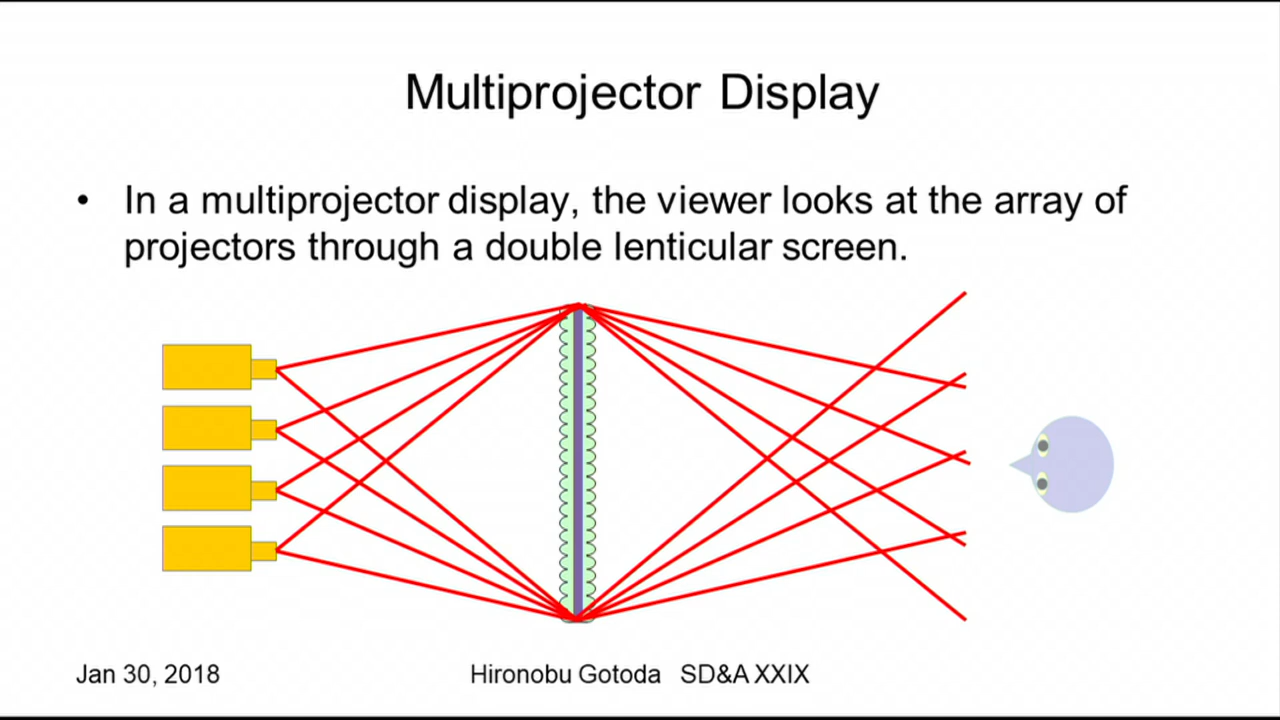 Multiprojector Display
• In a multiprojector display, the viewer looks at the array of
projectors through a double lenticular screen.
Jan 30, 2018
Hironobu Gotoda SD&A XXIX